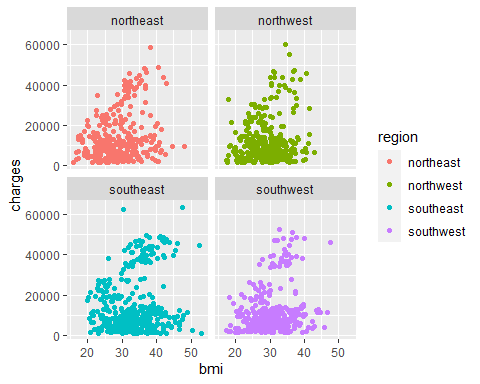 northeast northwest
60000
40000
20000
0
charges
southeast southwest
60000
40000
20000
0
20 30 40 50 20 30 40 50
bmi
region
northeast
northwest
southeast
southwest